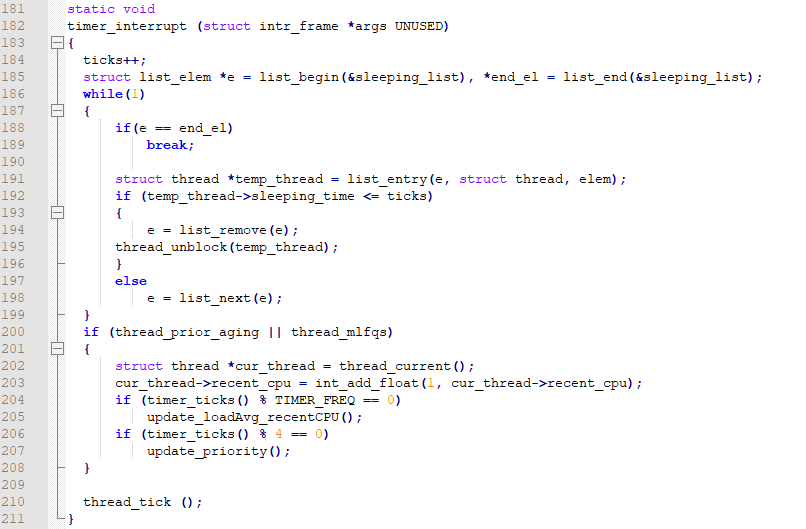 181 static void
182 timer_interrupt (struct intr_frame *args UNUSED)
183 {
184   ticks++;
185   struct list_elem *e = list_begin(&sleeping_list), *end_el = list_end(&sleeping_list);
186   while(1)
187   {
188       if(e == end_el)
189           break;
190
191       struct thread *temp_thread = list_entry(e, struct thread, elem);
192       if (temp_thread->sleeping_time <= ticks)
193       {
194           e = list_remove(e);
195       thread_unblock(temp_thread);
196       }
197       else
198           e = list_next(e);
199   }
200   if (thread_prior_aging || thread_mlfqs)
201   {
202       struct thread *cur_thread = thread_current();
203       cur_thread->recent_cpu = int_add_float(1, cur_thread->recent_cpu);
204       if (timer_ticks() % TIMER_FREQ == 0)
205           update_loadAvg_recentCPU();
206       if (timer_ticks() % 4 == 0)
207           update_priority();
208   }
209
210   thread_tick ();
211 }